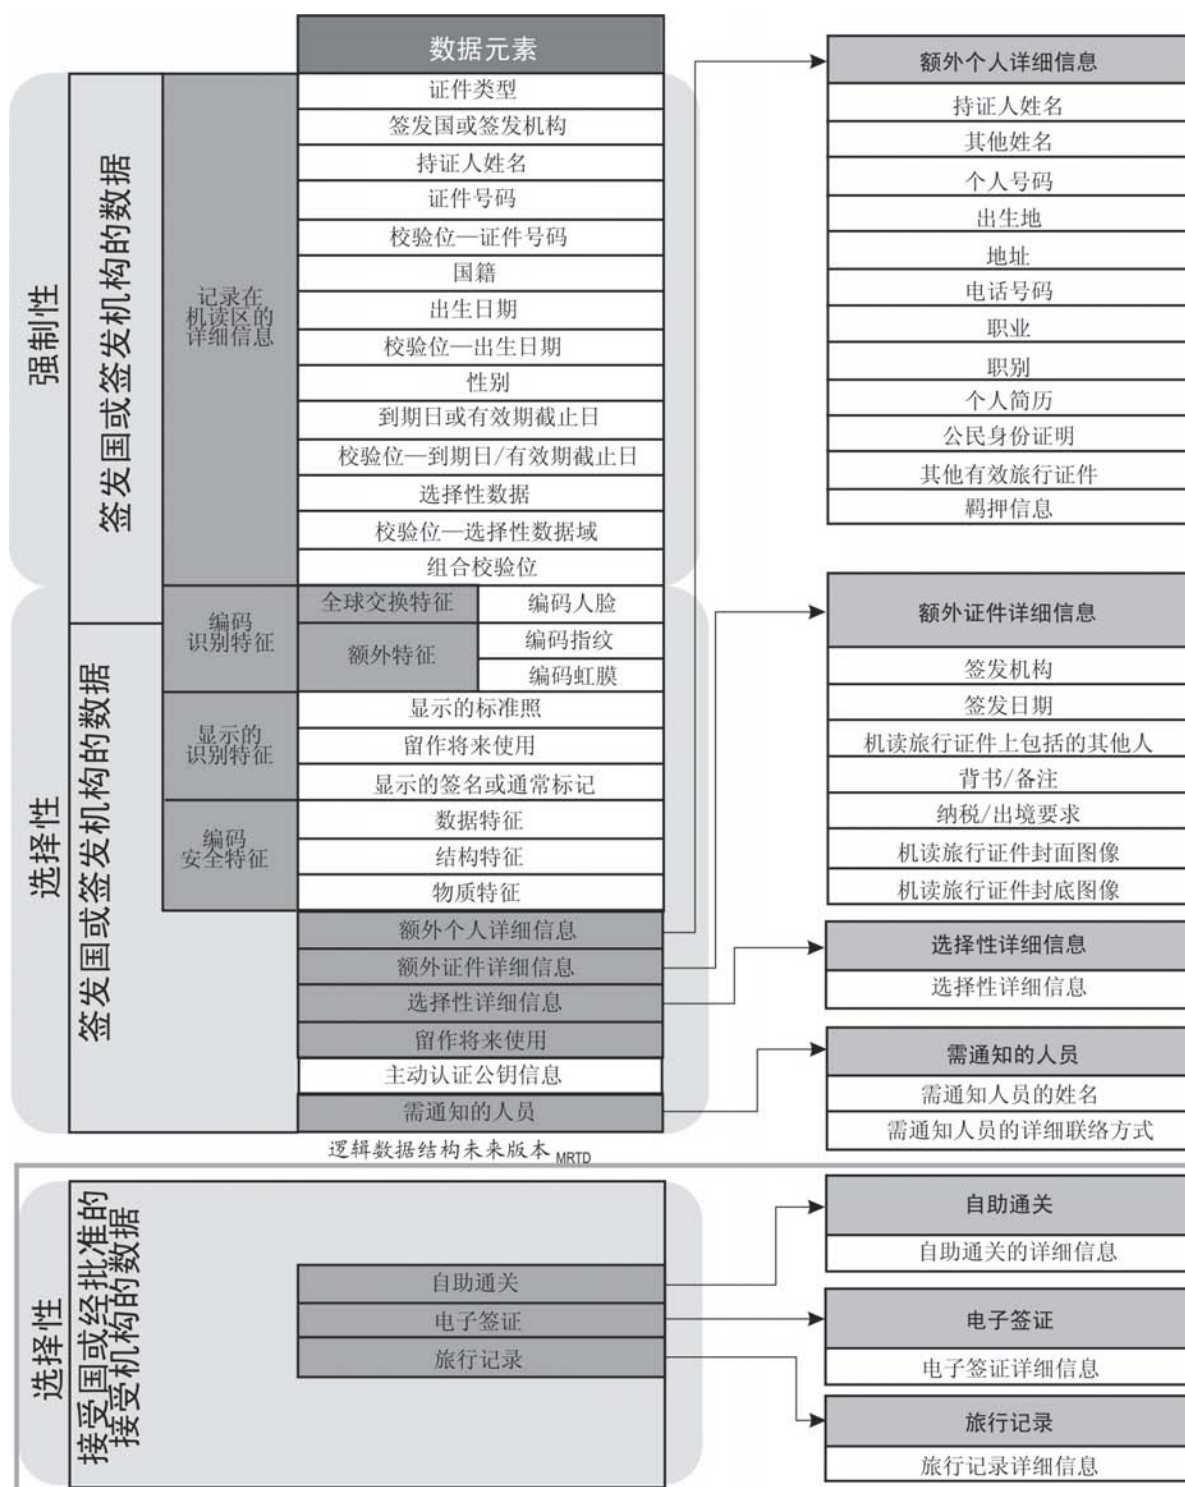 数据元素
强制性
签发国或签发机构的数据
记录在
机读区的
详细信息
证件类型
签发国或签发机构
持证人姓名
证件号码
校验位—证件号码
国籍
出生日期
校验位—出生日期
性别
到期日或有效期截止日
校验位—到期日/有效期截止日
选择性数据
校验位—选择性数据域
组合校验位
选择性
签发国或签发机构的数据
编码
识别特征
全球交换特征
编码人脸
额外特征
编码指纹
编码虹膜
显示的
识别特征
显示的标准照
留作将来使用
显示的签名或通常标记
编码
安全特征
数据特征
结构特征
物质特征
额外个人详细信息
额外证件详细信息
选择性详细信息
留作将来使用
主动认证公钥信息
需通知的人员
额外个人详细信息
持证人姓名
其他姓名
个人号码
出生地
地址
电话号码
职业
职别
个人简历
公民身份证明
其他有效旅行证件
羁押信息
额外证件详细信息
签发机构
签发日期
机读旅行证件上包括的其他人
背书/备注
纳税/出境要求
机读旅行证件封面图像
机读旅行证件封底图像
选择性详细信息
选择性详细信息
需通知的人员
需通知人员的姓名
需通知人员的详细联络方式
逻辑数据结构未来版本 MRTD
选择性
接受国或经批准的
接受机构的数据
自助通关
电子签证
旅行记录
自助通关
自助通关的详细信息
电子签证
电子签证详细信息
旅行记录
旅行记录详细信息